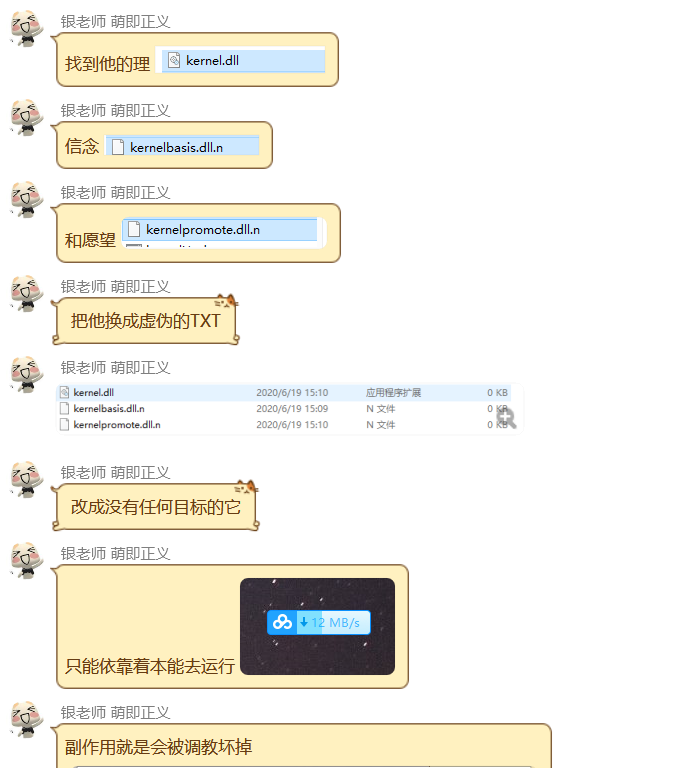 银老师 萌即正义
找到他的理 kernel.dll
银老师 萌即正义
信念 kernelbasis.dll.n
银老师 萌即正义
和愿望 kernelpromote.dll.n
银老师 萌即正义
把他换成虚伪的TXT
银老师 萌即正义
kernel.dll 2020/6/19 15:10 应用程序扩展 0 KB
kernelbasis.dll.n 2020/6/19 15:09 N 文件 0 KB
kernelpromote.dll.n 2020/6/19 15:10 N 文件 0 KB
银老师 萌即正义
改成没有任何目标的它
银老师 萌即正义
12 MB/s
只能依靠着本能去运行
银老师 萌即正义
副作用就是会被调教坏掉